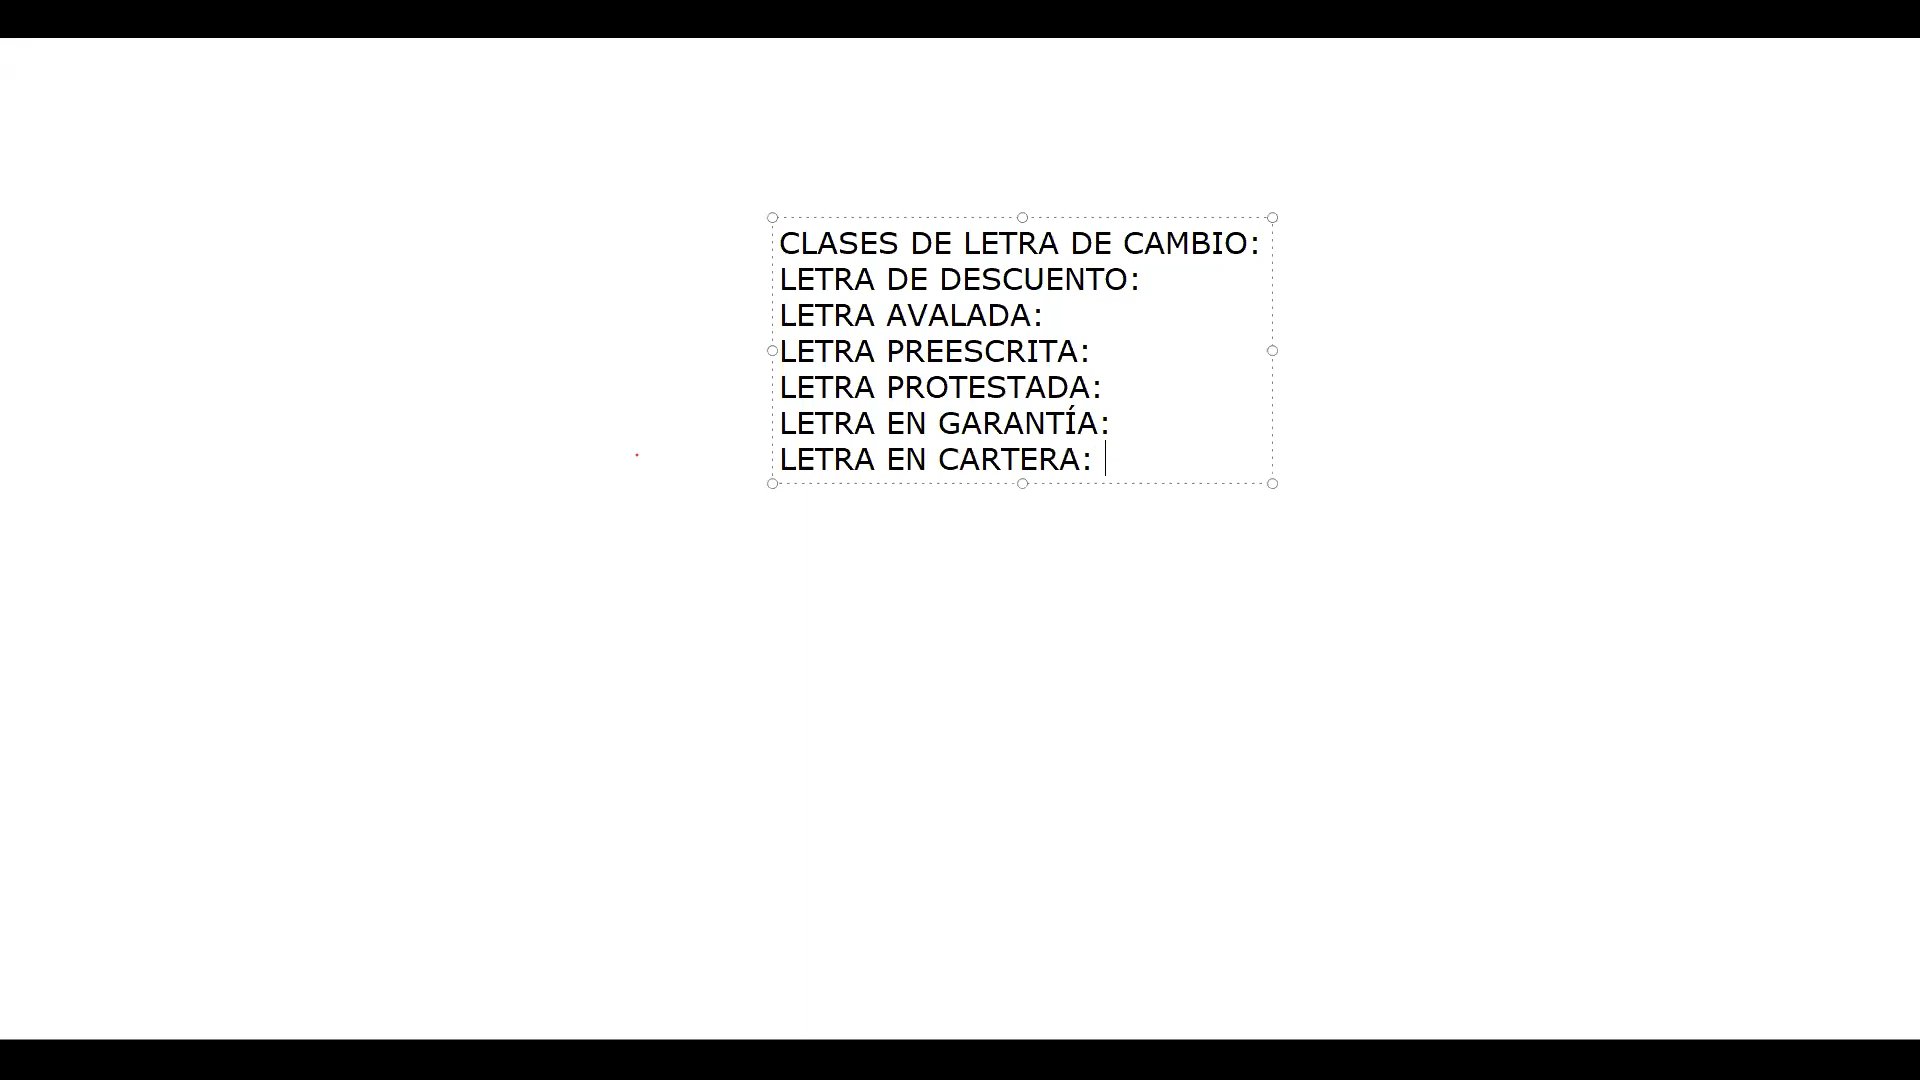 CLASES DE LETRA DE CAMBIO:
LETRA DE DESCUENTO:
LETRA AVALADA:
LETRA PREESCRITA:
LETRA PROTESTADA:
LETRA EN GARANTÍA:
LETRA EN CARTERA: